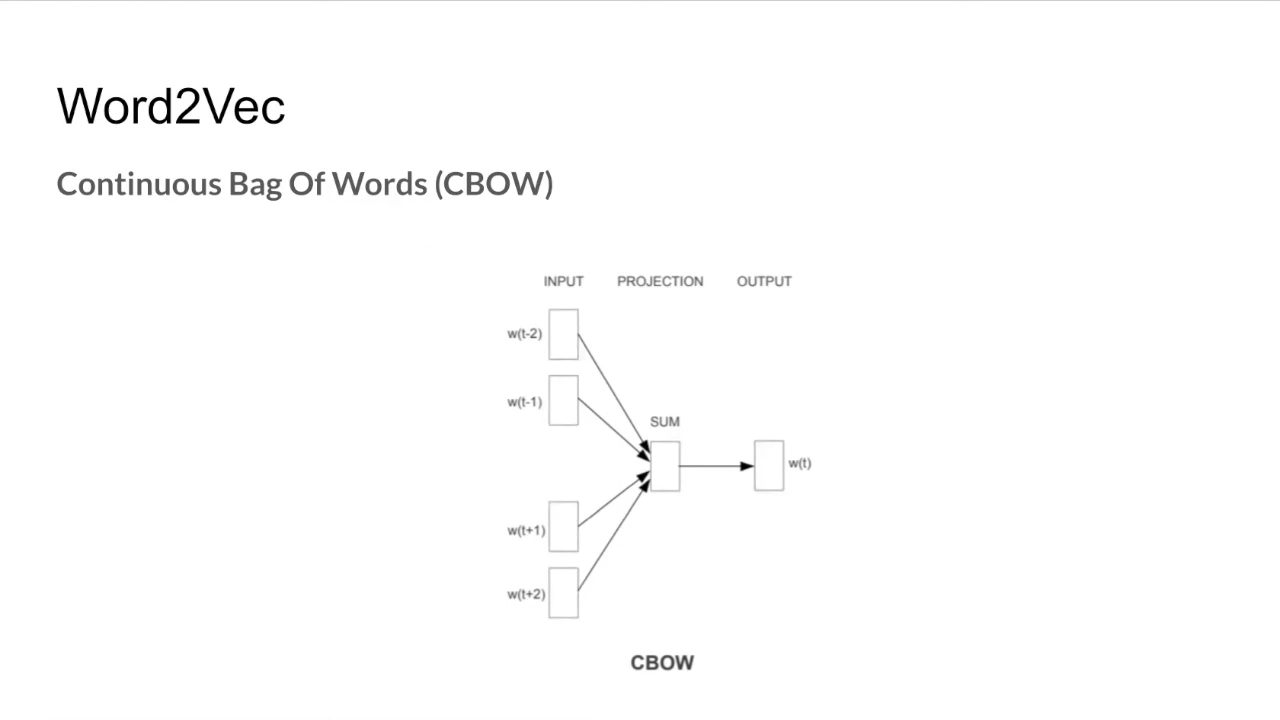 Word2Vec
Continuous Bag Of Words (CBOW)
INPUT PROJECTION OUTPUT
w(t-2)
w(t-1)
SUM
w(t)
w(t+1)
w(t+2)
CBOW